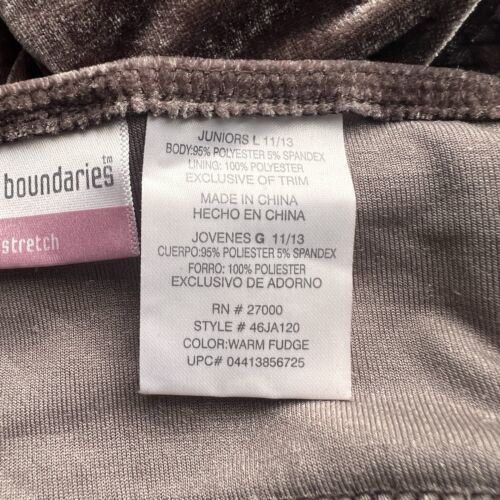 boundaries™
stretch
JUNIORS L 11/13
BODY:95% POLYESTER 5% SPANDEX
LINING: 100% POLYESTER
EXCLUSIVE OF TRIM
MADE IN CHINA
HECHO EN CHINA
JOVENES G 11/13
CUERPO:95% POLIESTER 5% SPANDEX
FORRO: 100% POLIESTER
EXCLUSIVO DE ADORNO
RN # 27000
STYLE # 46JA120
COLOR:WARM FUDGE
UPC# 04413856725